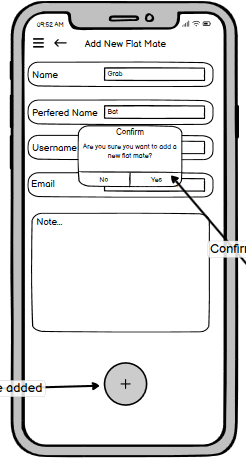 09:52 AM
Add New Flat Mate
Name
Grab
Perfered Name
Bat
Confirm
Username
Are you sure you want to add a
new flat mate?
No
Yes
Email
Note...
Confirm
e added
+